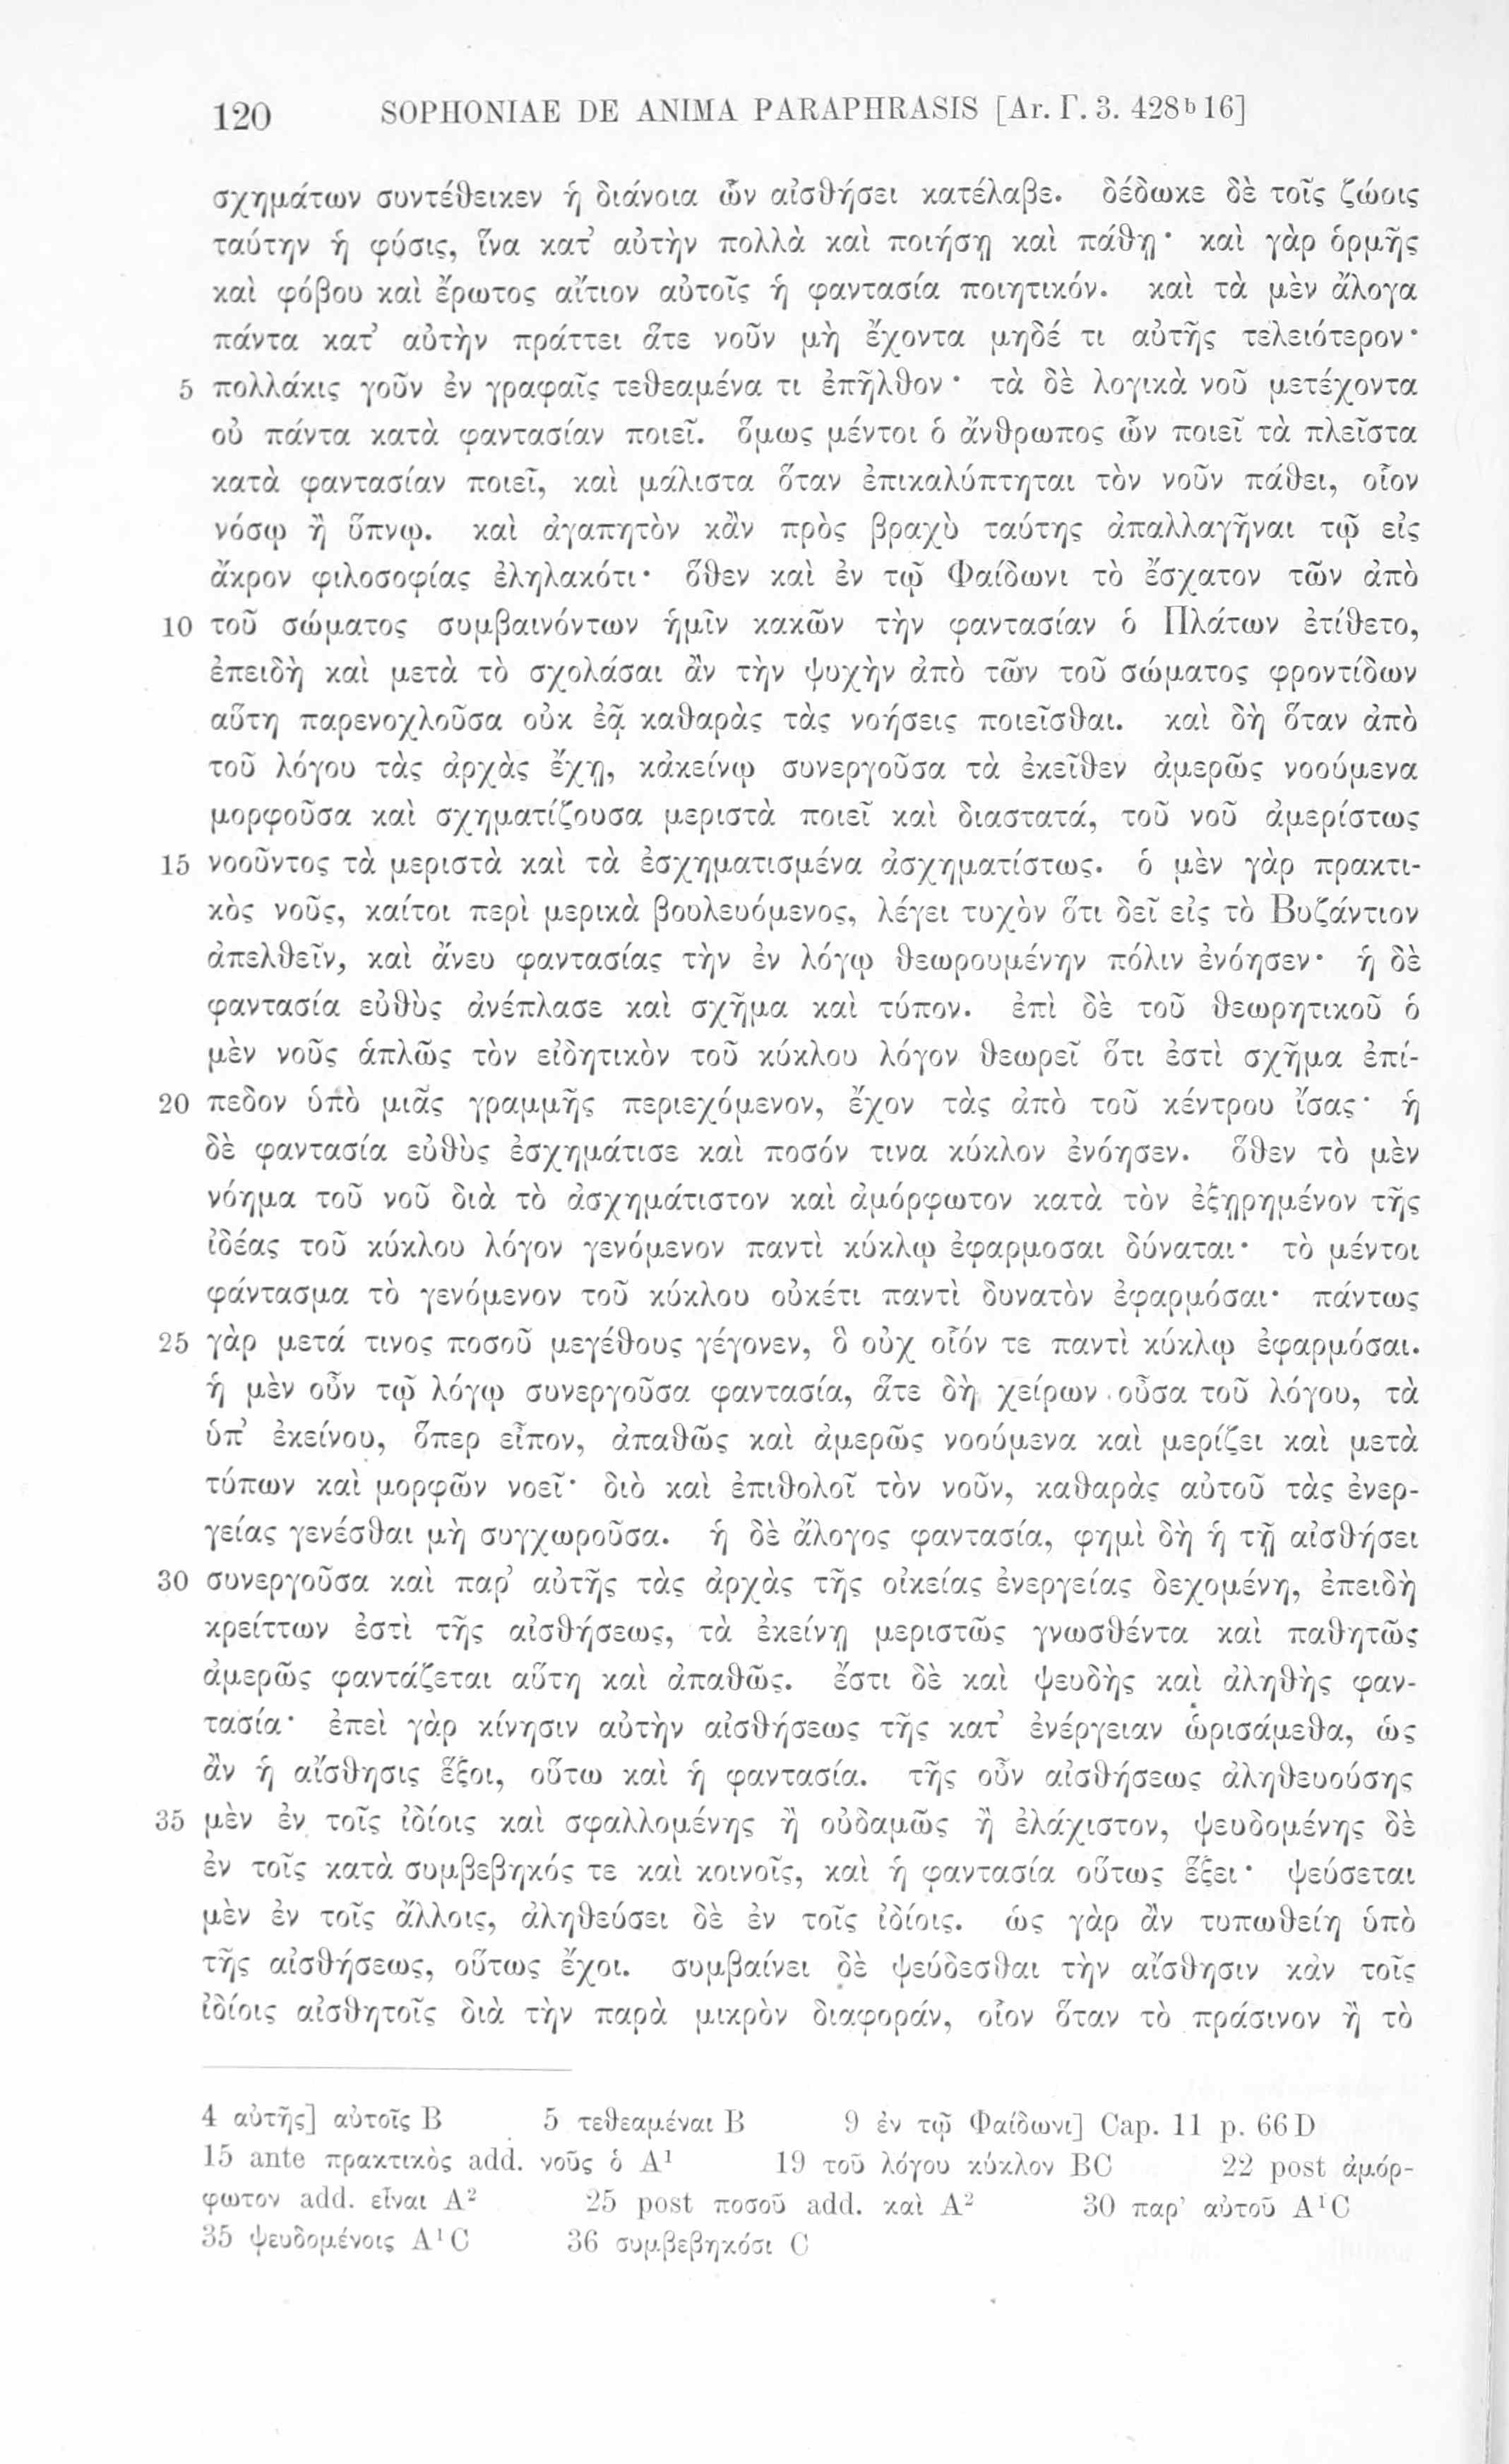 120 SOPHONIAE DE ANIMA PARAPHRASIS [Ar. Γ. 3. 428ᵇ16]
σχημάτων συντέθεικεν ἡ διάνοια ὧν αἰσθήσει κατέλαβε. δέδωκε δὲ τοῖς ζώοις
ταύτην ἡ φύσις, ἵνα κατ’ αὐτὴν πολλὰ καὶ ποιήσῃ καὶ πάθῃ· καὶ γὰρ ὁρμῆς
καὶ φόβου καὶ ἔρωτος αἴτιον αὐτοῖς ἡ φαντασία ποιητικόν. καὶ τὰ μὲν ἄλογα
πάντα κατ’ αὐτὴν πράττει ἅτε νοῦν μὴ ἔχοντα μηδέ τι αὐτῆς τελειότερον·
5 πολλάκις γοῦν ἐν γραφαῖς τεθεαμένα τι ἐπῆλθον· τὰ δὲ λογικὰ νοῦ μετέχοντα
οὐ πάντα κατὰ φαντασίαν ποιεῖ. ὅμως μέντοι ὁ ἄνθρωπος ὧν ποιεῖ τὰ πλεῖστα
κατὰ φαντασίαν ποιεῖ, καὶ μάλιστα ὅταν ἐπικαλύπτηται τὸν νοῦν πάθει, οἷον
νόσῳ ἢ ὕπνῳ. καὶ ἀγαπητὸν κἂν πρὸς βραχὺ ταύτης ἀπαλλαγῆναι τῷ εἰς
ἄκρον φιλοσοφίας ἐληλακότι· ὅθεν καὶ ἐν τῷ Φαίδωνι τὸ ἔσχατον τῶν ἀπὸ
10 τοῦ σώματος συμβαινόντων ἡμῖν κακῶν τὴν φαντασίαν ὁ Πλάτων ἐτίθετο,
ἐπειδὴ καὶ μετὰ τὸ σχολάσαι ἂν τὴν ψυχὴν ἀπὸ τῶν τοῦ σώματος φροντίδων
αὕτη παρενοχλοῦσα οὐκ ἐᾷ καθαρὰς τὰς νοήσεις ποιεῖσθαι. καὶ δὴ ὅταν ἀπὸ
τοῦ λόγου τὰς ἀρχὰς ἔχῃ, κἀκείνῳ συνεργοῦσα τὰ ἐκεῖθεν ἀμερῶς νοούμενα
μορφοῦσα καὶ σχηματίζουσα μεριστὰ ποιεῖ καὶ διαστατά, τοῦ νοῦ ἀμερίστως
15 νοοῦντος τὰ μεριστὰ καὶ τὰ ἐσχηματισμένα ἀσχηματίστως. ὁ μὲν γὰρ πρακτι-
κὸς νοῦς, καίτοι περὶ μερικὰ βουλευόμενος, λέγει τυχὸν ὅτι δεῖ εἰς τὸ Βυζάντιον
ἀπελθεῖν, καὶ ἄνευ φαντασίας τὴν ἐν λόγῳ θεωρουμένην πόλιν ἐνόησεν· ἡ δὲ
φαντασία εὐθὺς ἀνέπλασε καὶ σχῆμα καὶ τύπον. ἐπὶ δὲ τοῦ θεωρητικοῦ ὁ
μὲν νοῦς ἁπλῶς τὸν εἰδητικὸν τοῦ κύκλου λόγον θεωρεῖ ὅτι ἐστὶ σχῆμα ἐπί-
20 πεδον ὑπὸ μιᾶς γραμμῆς περιεχόμενον, ἔχον τὰς ἀπὸ τοῦ κέντρου ἴσας· ἡ
δὲ φαντασία εὐθὺς ἐσχημάτισε καὶ ποσόν τινα κύκλον ἐνόησεν. ὅθεν τὸ μὲν
νόημα τοῦ νοῦ διὰ τὸ ἀσχημάτιστον καὶ ἀμόρφωτον κατὰ τὸν ἐξῃρημένον τῆς
ἰδέας τοῦ κύκλου λόγον γενόμενον παντὶ κύκλῳ ἐφαρμοσαι δύναται· τὸ μέντοι
φάντασμα τὸ γενόμενον τοῦ κύκλου οὐκέτι παντὶ δυνατὸν ἐφαρμόσαι· πάντως
25 γὰρ μετά τινος ποσοῦ μεγέθους γέγονεν, ὃ οὐχ οἷόν τε παντὶ κύκλῳ ἐφαρμόσαι.
ἡ μὲν οὖν τῷ λόγῳ συνεργοῦσα φαντασία, ἅτε δὴ χείρων οὖσα τοῦ λόγου, τὰ
ὑπ’ ἐκείνου, ὅπερ εἶπον, ἀπαθῶς καὶ ἀμερῶς νοούμενα καὶ μερίζει καὶ μετὰ
τύπων καὶ μορφῶν νοεῖ· διὸ καὶ ἐπιθολοῖ τὸν νοῦν, καθαρὰς αὐτοῦ τὰς ἐνερ-
γείας γενέσθαι μὴ συγχωροῦσα. ἡ δὲ ἄλογος φαντασία, φημὶ δὴ ἡ τῇ αἰσθήσει
30 συνεργοῦσα καὶ παρ’ αὐτῆς τὰς ἀρχὰς τῆς οἰκείας ἐνεργείας δεχομένη, ἐπειδὴ
κρείττων ἐστὶ τῆς αἰσθήσεως, τὰ ἐκείνῃ μεριστῶς γνωσθέντα καὶ παθητῶς
ἀμερῶς φαντάζεται αὕτη καὶ ἀπαθῶς. ἔστι δὲ καὶ ψευδὴς καὶ ἀληθὴς φαν-
τασία· ἐπεὶ γὰρ κίνησιν αὐτὴν αἰσθήσεως τῆς κατ’ ἐνέργειαν ὡρισάμεθα, ὡς
ἂν ἡ αἴσθησις ἕξοι, οὕτω καὶ ἡ φαντασία. τῆς οὖν αἰσθήσεως ἀληθευούσης
35 μὲν ἐν τοῖς ἰδίοις καὶ σφαλλομένης ἢ οὐδαμῶς ἢ ἐλάχιστον, ψευδομένης δὲ
ἐν τοῖς κατὰ συμβεβηκός τε καὶ κοινοῖς, καὶ ἡ φαντασία οὕτως ἕξει· ψεύσεται
μὲν ἐν τοῖς ἄλλοις, ἀληθεύσει δὲ ἐν τοῖς ἰδίοις. ὡς γὰρ ἂν τυπωθείη ὑπὸ
τῆς αἰσθήσεως, οὕτως ἔχοι. συμβαίνει δὲ ψεύδεσθαι τὴν αἴσθησιν κἀν τοῖς
ἰδίοις αἰσθητοῖς διὰ τὴν παρὰ μικρὸν διαφοράν, οἷον ὅταν τὸ πράσινον ἢ τὸ
4 αὐτῆς] αὐτοῖς B 5 τεθεαμέναι B 9 ἐν τῷ Φαίδωνι] Cap. 11 p. 66D
15 ante πρακτικὸς add. νοῦς ὁ A¹ 19 τοῦ λόγου κύκλον BC 22 post ἀμόρ-
φωτον add. εἶναι A² 25 post ποσοῦ add. καὶ A² 30 παρ’ αὐτοῦ A¹C
35 ψευδομένοις A¹C 36 συμβεβηκόσι C